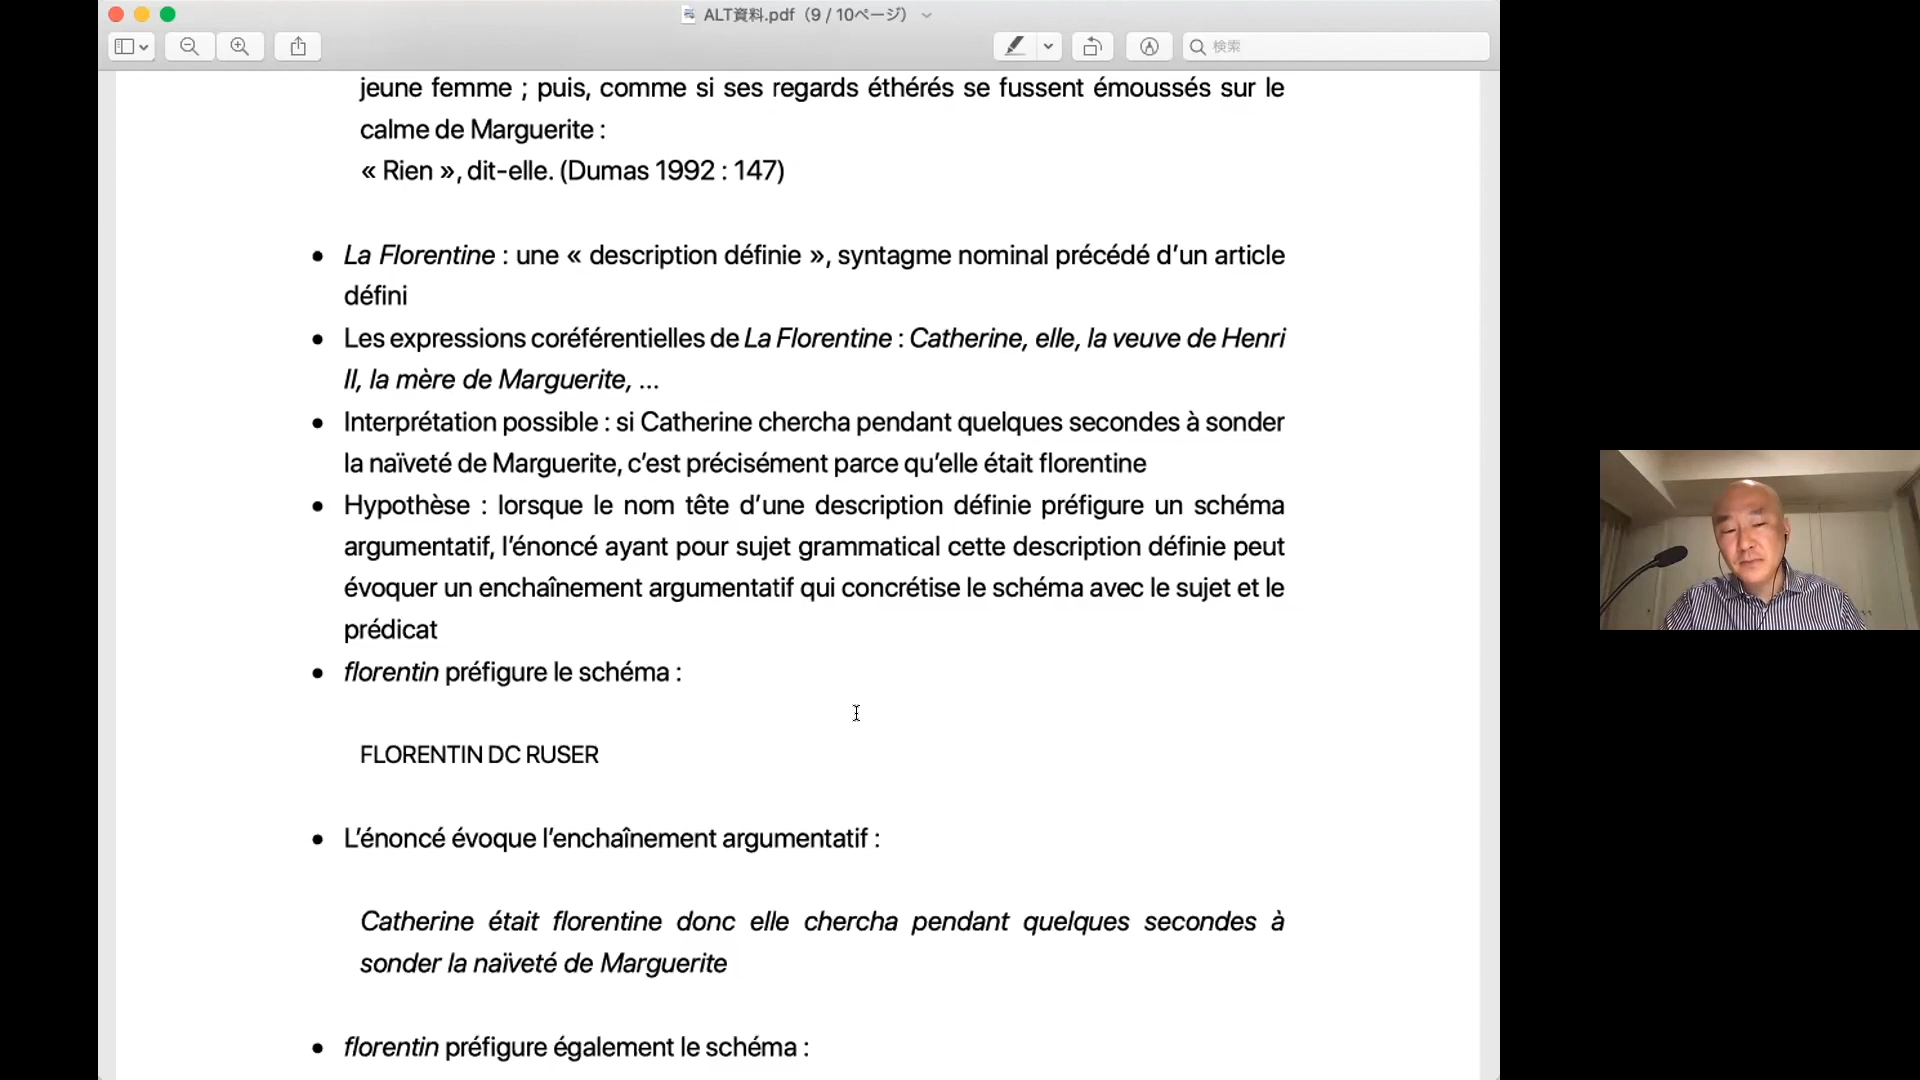 ALT資料.pdf（9 / 10ページ）
検索
jeune femme ; puis, comme si ses regards éthérés se fussent émoussés sur le
calme de Marguerite :
« Rien », dit-elle. (Dumas 1992 : 147)
• La Florentine : une « description définie », syntagme nominal précédé d’un article
défini
• Les expressions coréférentielles de La Florentine : Catherine, elle, la veuve de Henri
II, la mère de Marguerite, …
• Interprétation possible : si Catherine chercha pendant quelques secondes à sonder
la naïveté de Marguerite, c’est précisément parce qu’elle était florentine
• Hypothèse : lorsque le nom tête d’une description définie préfigure un schéma
argumentatif, l’énoncé ayant pour sujet grammatical cette description définie peut
évoquer un enchaînement argumentatif qui concrétise le schéma avec le sujet et le
prédicat
• florentin préfigure le schéma :
FLORENTIN DC RUSER
• L’énoncé évoque l’enchaînement argumentatif :
Catherine était florentine donc elle chercha pendant quelques secondes à
sonder la naïveté de Marguerite
• florentin préfigure également le schéma :